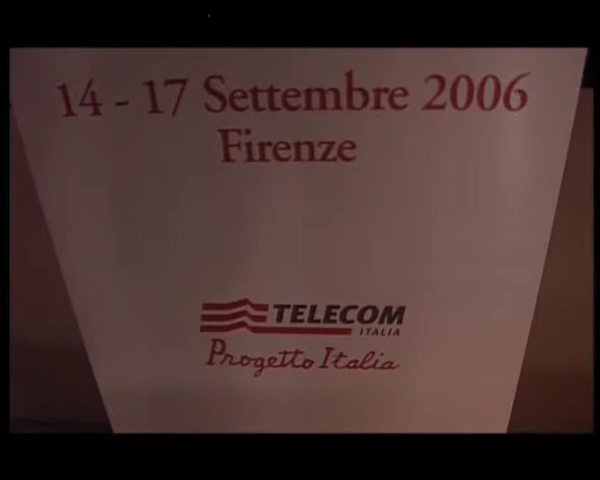 14 - 17 Settembre 2006
Firenze
TELECOM
ITALIA
Progetto Italia